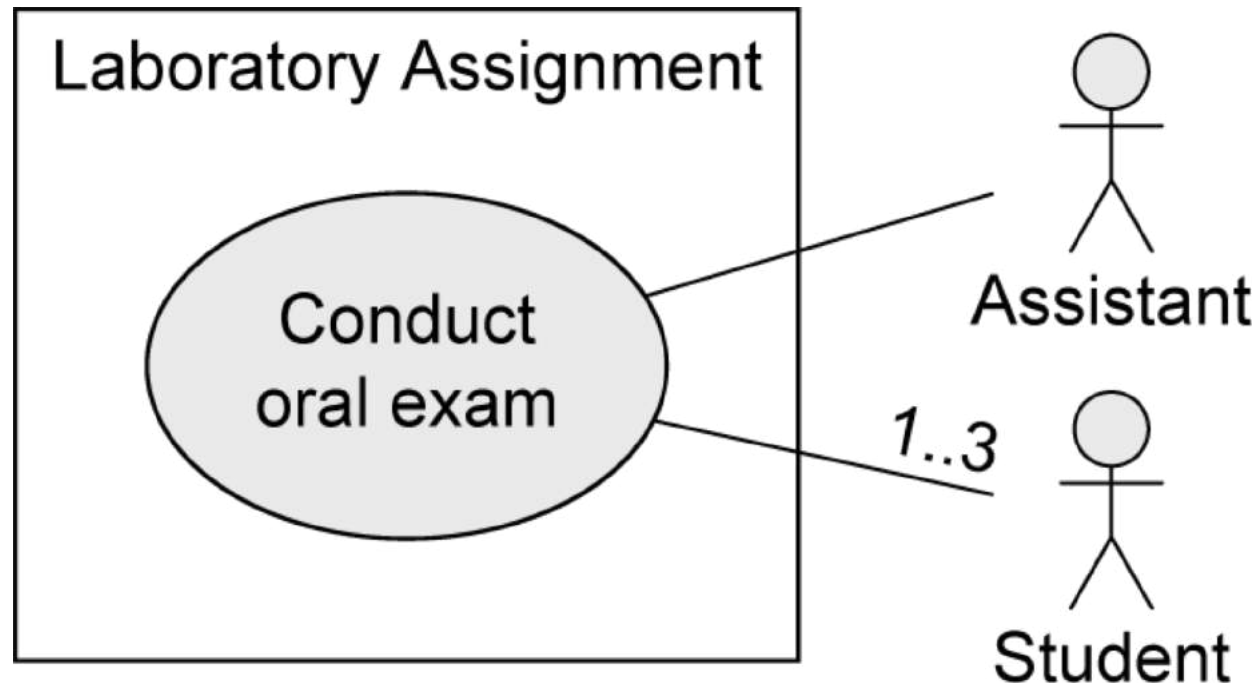 Laboratory Assignment
Conduct
oral exam
Assistant
1..3
Student